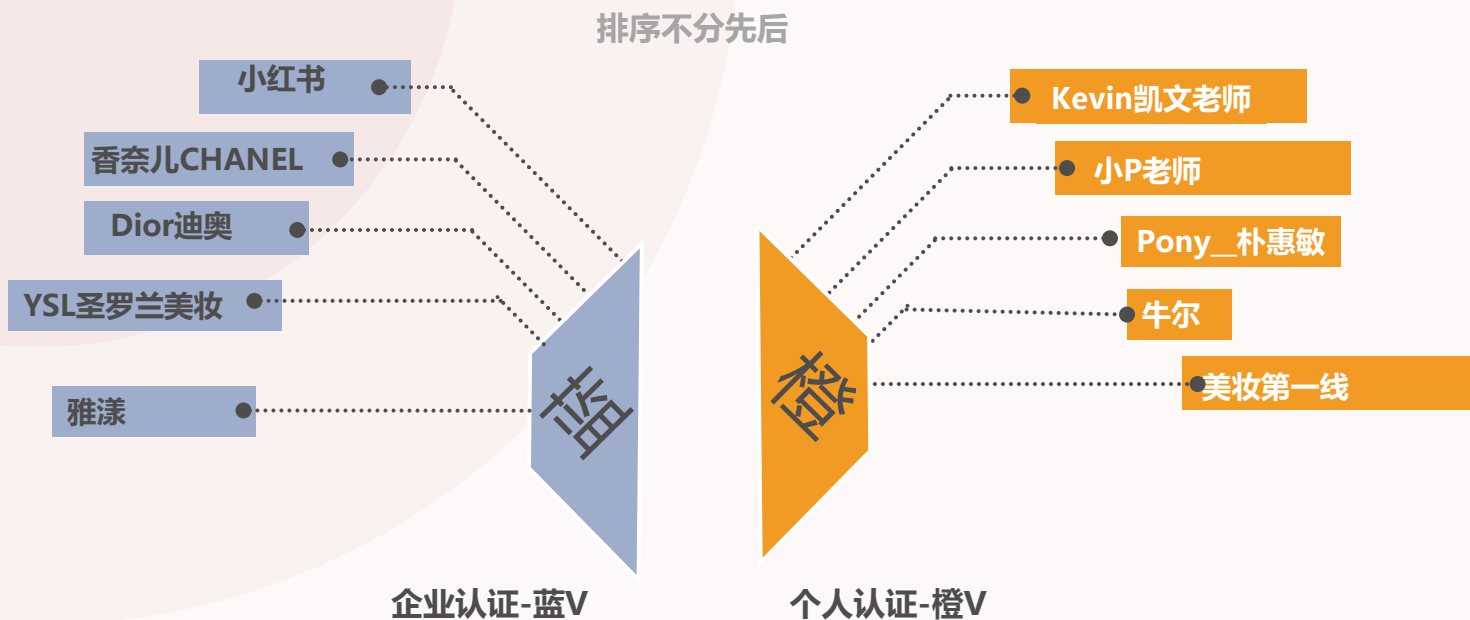 排序不分先后
小红书
香奈儿CHANEL
Dior迪奥
YSL圣罗兰美妆
雅漾
蓝
企业认证-蓝V
Kevin凯文老师
小P老师
Pony__朴惠敏
牛尔
美妆第一线
橙
个人认证-橙V